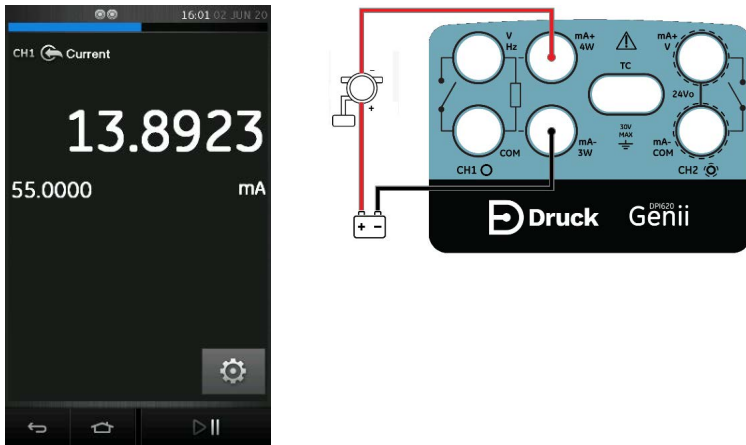 16:01 02 JUN 20
CH1 Current
13.8923
55.0000 mA
−
+
+ −
V
Hz
mA+
4W
TC
mA+
V
24Vo
30V
MAX
COM
mA-
3W
mA-
COM
CH1
CH2
Druck
DPI620
Genii